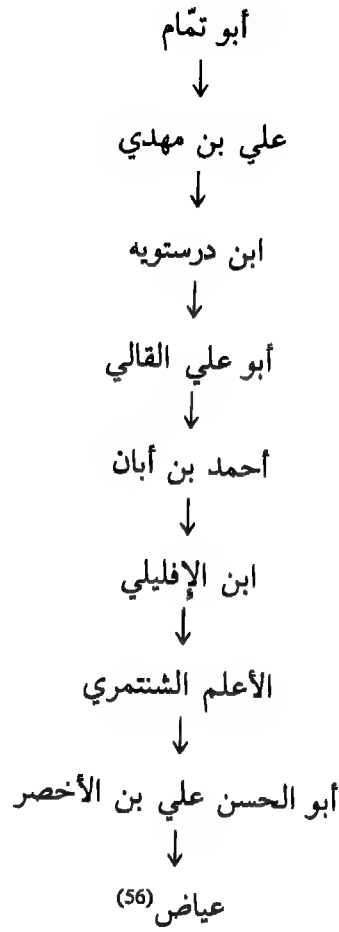 أبو تمّام
↓
علي بن مهدي
↓
ابن درستويه
↓
أبو علي القالي
↓
أحمد بن أبان
↓
ابن الإفليلي
↓
الأعلم الشنتمري
↓
أبو الحسن علي بن الأخضر
↓
عياض(56)